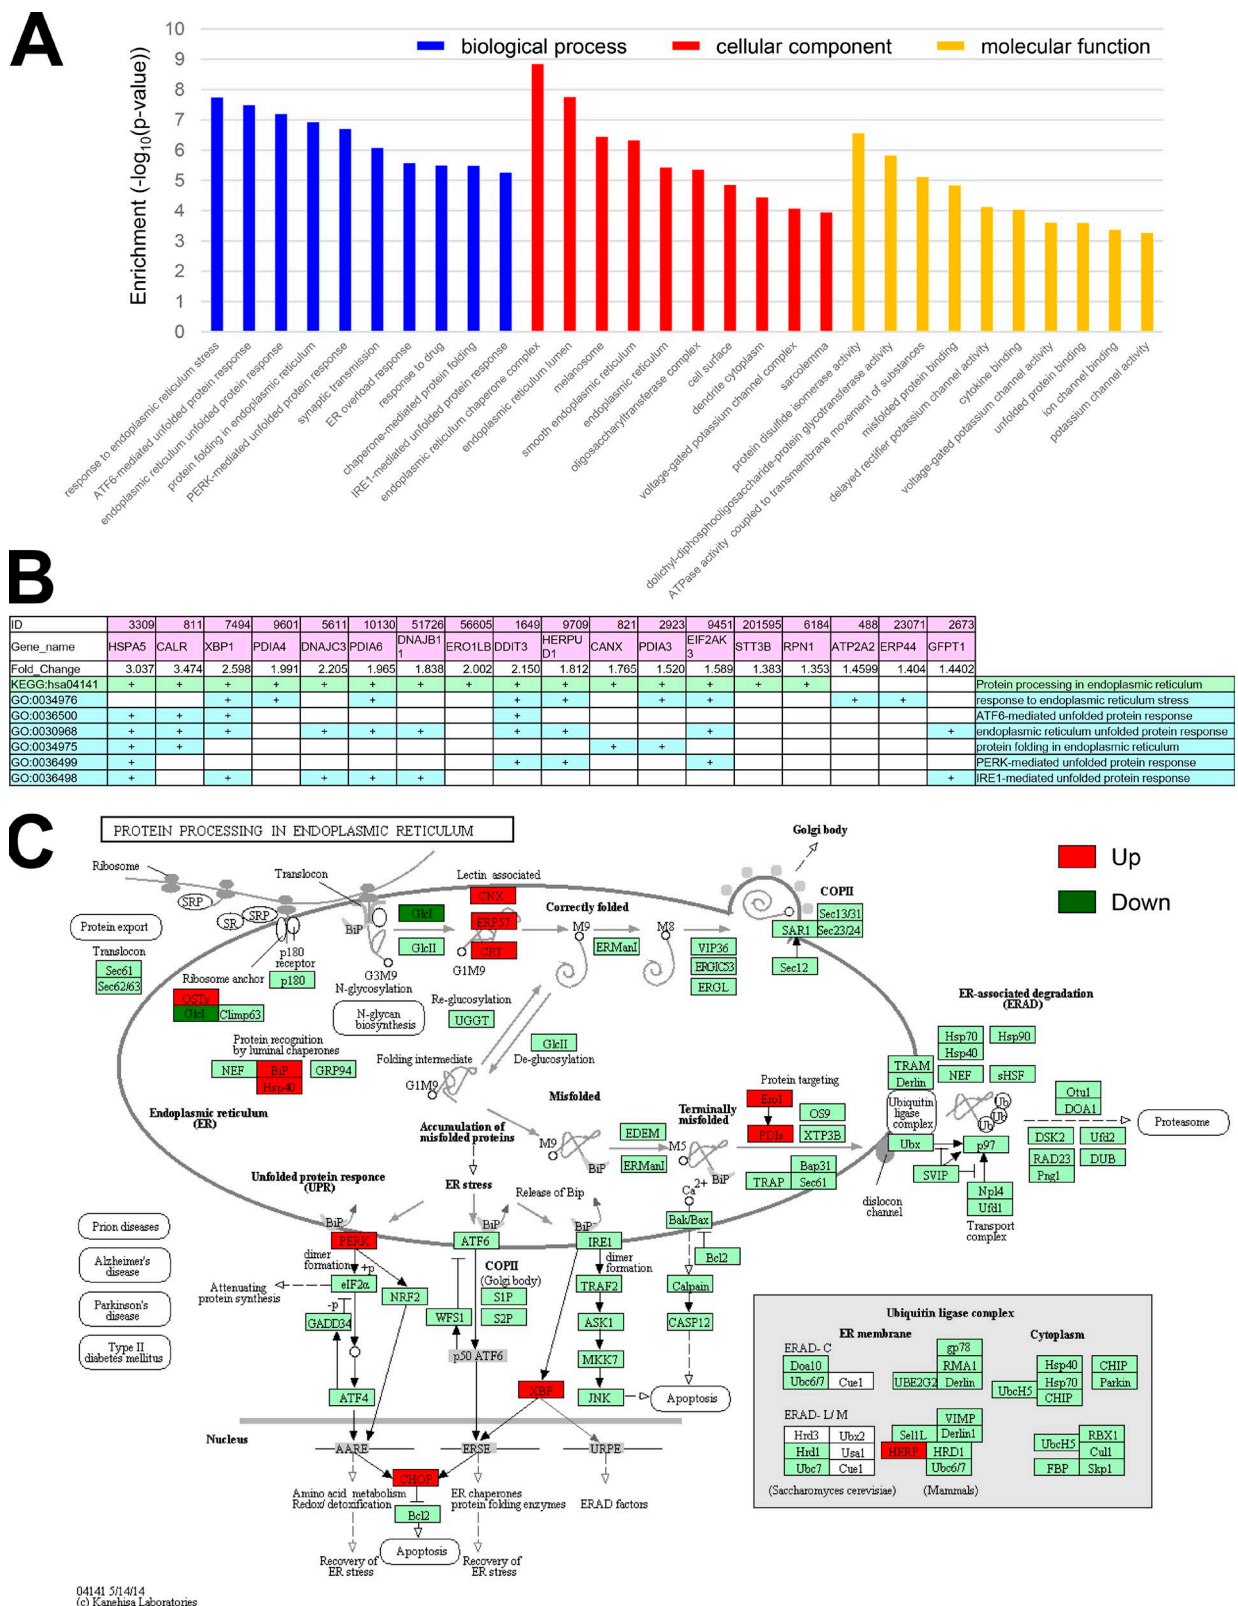 A
Enrichment (-log10(p-value))
10
9
8
7
6
5
4
3
2
1
0
biological process
cellular component
molecular function
response to endoplasmic reticulum stress
ATF6-mediated unfolded protein response
endoplasmic reticulum unfolded protein response
protein folding in endoplasmic reticulum
PERK-mediated unfolded protein response
synaptic transmission
ER overload response
response to drug
chaperone-mediated protein folding
IRE1-mediated unfolded protein response
endoplasmic reticulum chaperone complex
endoplasmic reticulum lumen
melanosome
smooth endoplasmic reticulum
endoplasmic reticulum
oligosaccharyltransferase complex
cell surface
dendrite cytoplasm
voltage-gated potassium channel complex
sarcolemma
protein disulfide isomerase activity
dolichyl-diphosphooligosaccharide-protein glycotransferase activity
ATPase activity coupled to transmembrane movement of substances
misfolded protein binding
delayed rectifier potassium channel activity
cytokine binding
voltage-gated potassium channel activity
unfolded protein binding
ion channel binding
potassium channel activity
B
ID 3309 811 7494 9601 5611 10130 51726 56605 1649 9709 821 2923 9451 201595 6184 488 23071 2673
Gene_name HSPA5 CALR XBP1 PDIA4 DNAJC3 PDIA6 DNAJB11 ERO1LB DDIT3 HERPUD1 CANX PDIA3 EIF2AK3 STT3B RPN1 ATP2A2 ERP44 GFPT1
Fold_Change 3.037 3.474 2.598 1.991 2.205 1.965 1.838 2.002 2.150 1.812 1.765 1.520 1.589 1.383 1.353 1.4599 1.404 1.4402
KEGG:hsa04141 + + + + + + + + + + + + + + + Protein processing in endoplasmic reticulum
GO:0034976 + + + + + + + + + response to endoplasmic reticulum stress
GO:0036500 + + + + ATF6-mediated unfolded protein response
GO:0030968 + + + + + + + + + + endoplasmic reticulum unfolded protein response
GO:0034975 + + + + protein folding in endoplasmic reticulum
GO:0036499 + + + + PERK-mediated unfolded protein response
GO:0036498 + + + + + + IRE1-mediated unfolded protein response
C
PROTEIN PROCESSING IN ENDOPLASMIC RETICULUM
Up
Down
Golgi body
Ribosome
Translocon
Lectin associated
COPII
SRP
SR
SRP
CNX
GlcI
ERP57
CRT
BiP
GlcII
G1M9
G3M9
N-glycosylation
Correctly folded
M9
ERManI
M8
VIP36
ERGIC53
ERGL
SAR1
Sec13/31
Sec23/24
Sec12
Protein export
Translocon
Sec61
Sec62/63
p180
receptor
Ribosome anchor
p180
OSTs
GlcI
Climp63
N-glycan
biosynthesis
Re-glucosylation
UGGT
GlcII
De-glucosylation
Protein recognition
by luminal chaperones
NEF
BiP
GRP94
Hsp40
Endoplasmic reticulum
(ER)
Folding intermediate
G1M9
Misfolded
Accumulation of
misfolded proteins
M9
BiP
EDEM
ERManI
Terminally
misfolded
M5
BiP
Protein targeting
Ero1
PDIs
OS9
XTP3B
Bap31
TRAP
Sec61
ER-associated degradation
(ERAD)
Hsp70
Hsp40
Hsp90
NEF
sHSF
TRAM
Derlin
Ubiquitin
ligase
complex
Ubx
Ub
Ub
Ub
p97
SVIP
Npl4
Ufd1
Transport
complex
dislocon
channel
Otu1
DOA1
DSK2
Ufd2
RAD23
DUB
Png1
Proteasome
Unfolded protein responce
(UPR)
ER stress
Release of Bip
BiP
BiP
BiP
PERK
ATF6
IRE1
Ca2+
Bak/Bax
Bcl2
Prion diseases
Alzheimer's
disease
Parkinson's
disease
Type II
diabetes mellitus
dimer
formation
+p
eIF2α
Attenuating
protein synthesis
-p
GADD34
NRF2
ATF4
COPII
(Golgi body)
S1P
S2P
WFS1
p50 ATF6
XBP
dimer
formation
TRAF2
ASK1
MKK7
JNK
Calpain
CASP12
Apoptosis
Nucleus
AARE
ERSE
URPE
CHOP
Amino acid metabolism
Redox/ detoxification
ER chaperones
protein folding enzymes
ERAD factors
Bcl2
Apoptosis
Recovery of
ER stress
Recovery of
ER stress
Ubiquitin ligase complex
ER membrane
Cytoplasm
ERAD- C
Doa10
Ubc6/7
Cue1
gp78
RMA1
UBE2G2
Derlin
UbcH5
Hsp40
Hsp70
CHIP
CHIP
Parkin
ERAD- L/ M
Hrd3
Ubx2
Hrd1
Usa1
Ubc7
Cue1
VIMP
Sel1L
Derlin1
HERP
HRD1
Ubc6/7
UbcH5
RBX1
Cul1
FBP
Skp1
(Saccharomyces cerevisiae)
(Mammals)
04141 5/14/14
(c) Kanehisa Laboratories